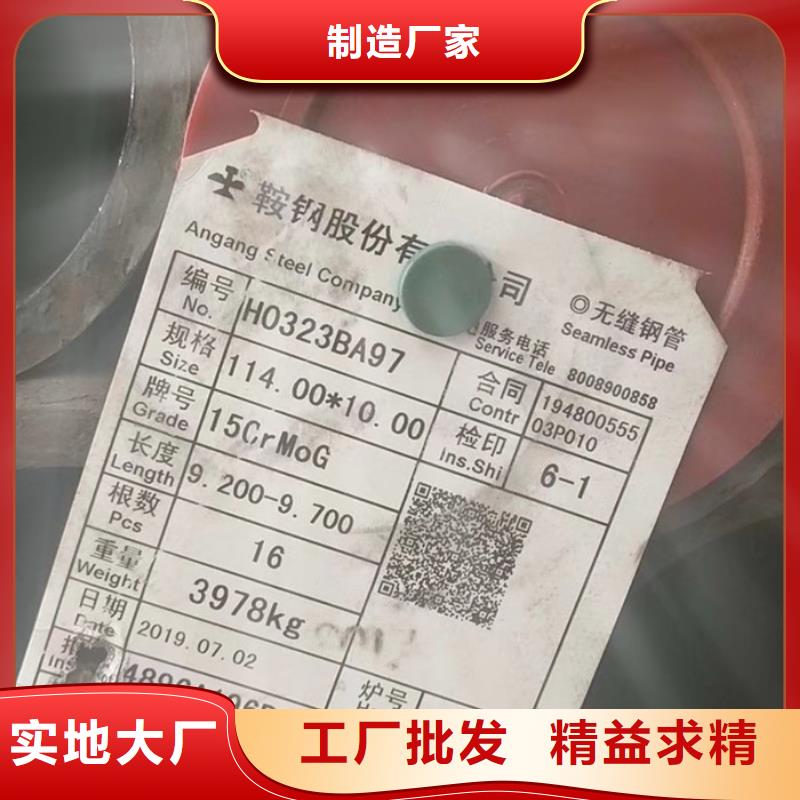 制造厂家
鞍钢股份有 公司
Angang Steel Company
◎无缝钢管
Seamless Pipe
服务电话
Service Tele 8008900858
编号
No.
H0323BA97
规格
Size
114.00*10.00
合同
Contr
194800555
03P010
牌号
Grade
15CrMoG
检印
Ins.Shi
6-1
长度
Length
9.200-9.700
根数
Pcs
16
重量
Weight
3978kg
日期
Date
2019.07.02
炉号
实地大厂
工厂批发 精益求精